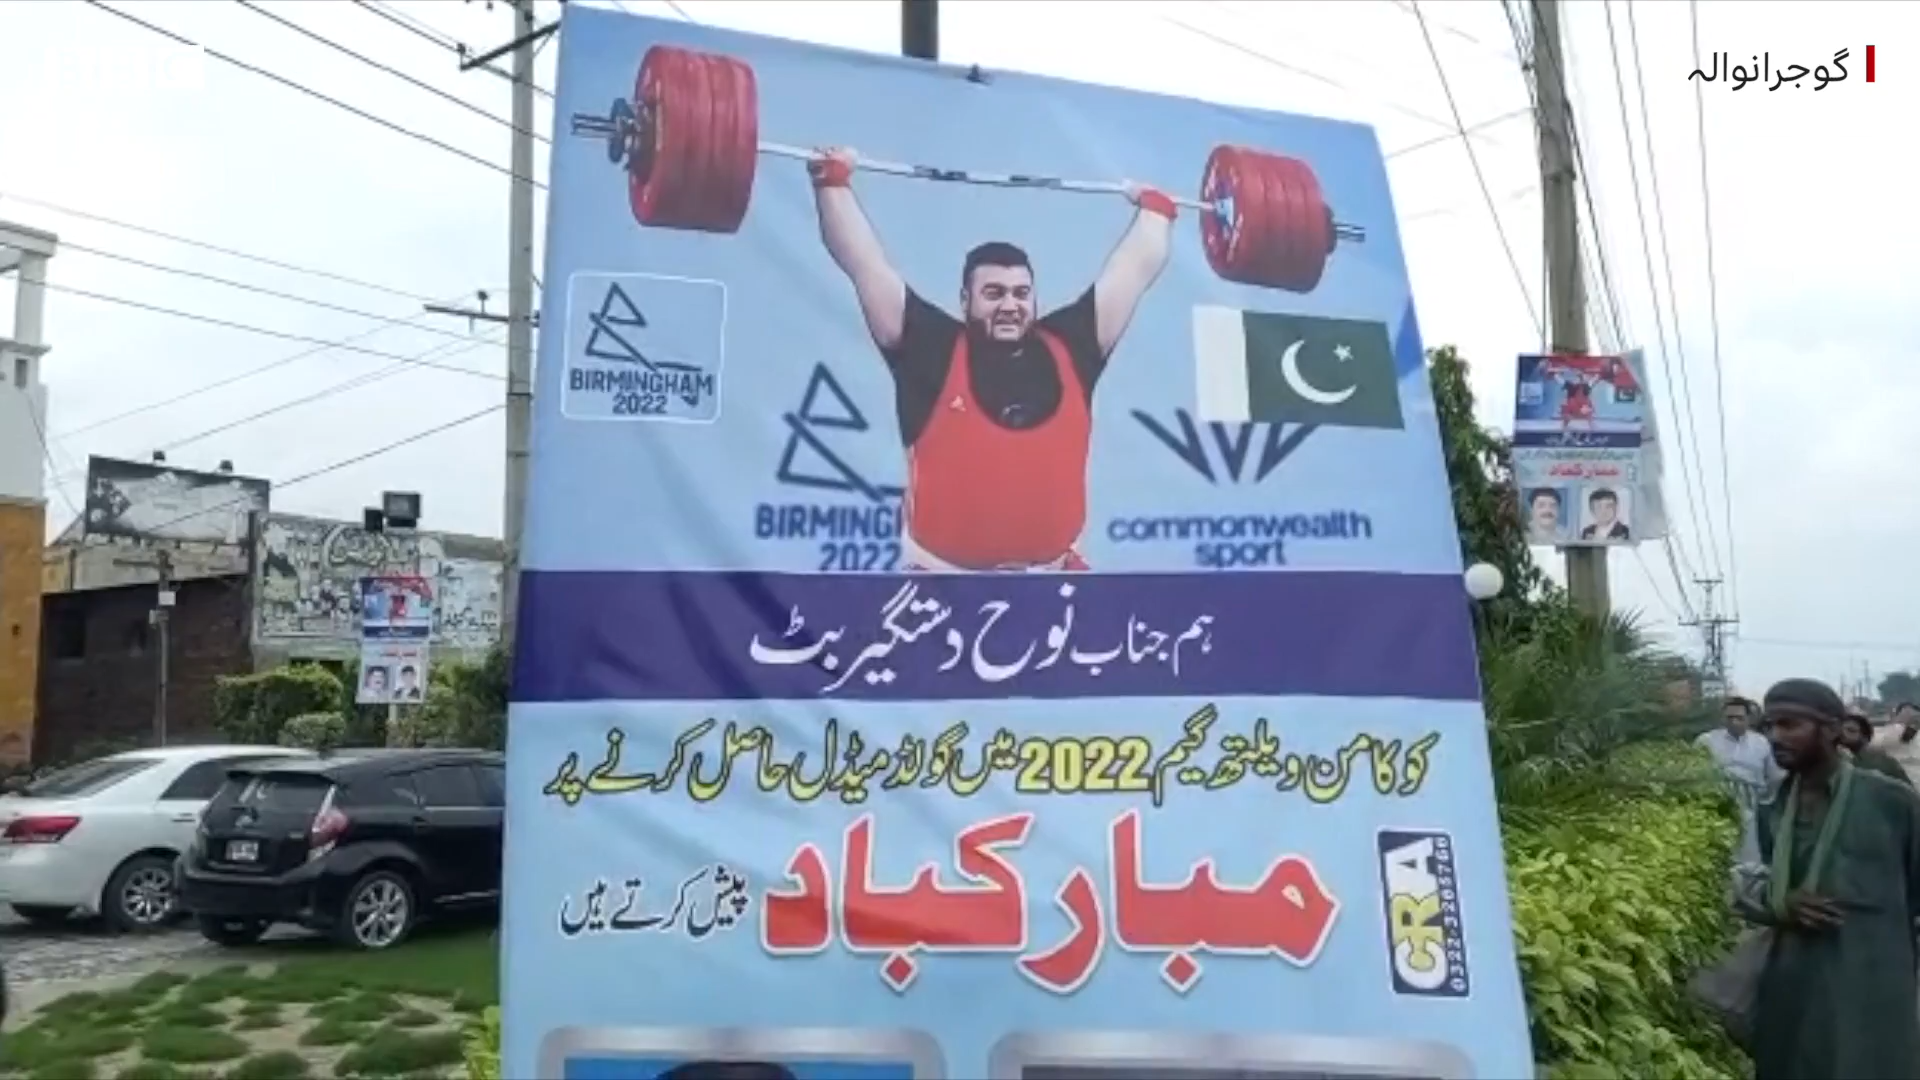 گوجرانوالہ
BIRMINGHAM
2022
BIRMINGH
2022
commonwealth
sport
ہم جناب نوح دستگیر بٹ
کو کامن ویلتھ گیم 2022 میں گولڈ میڈل حاصل کرنے پر
مبارکباد پیش کرتے ہیں
CRA
مبارکباد